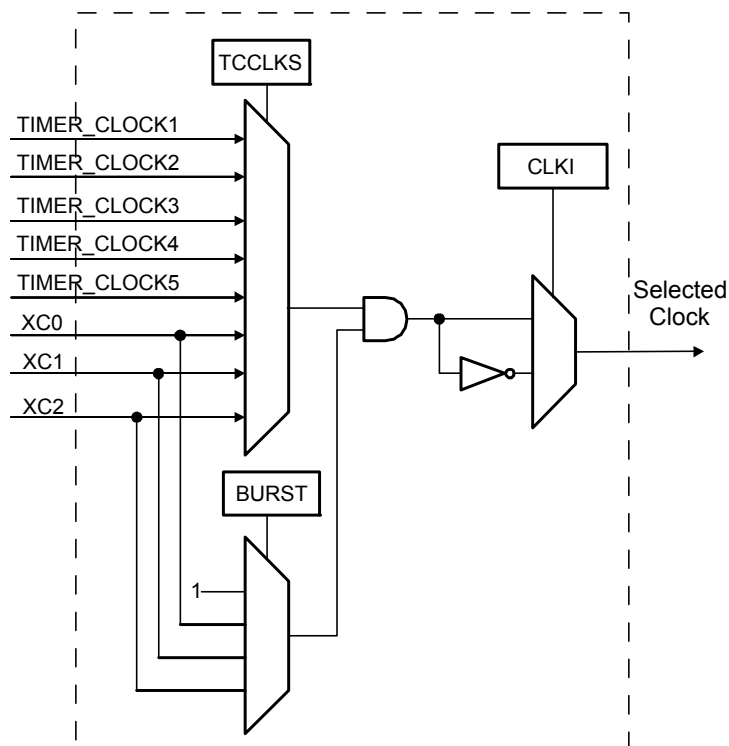 TCCLKS
TIMER_CLOCK1
TIMER_CLOCK2
TIMER_CLOCK3
TIMER_CLOCK4
TIMER_CLOCK5
XC0
XC1
XC2
CLKI
Selected
Clock
BURST
1